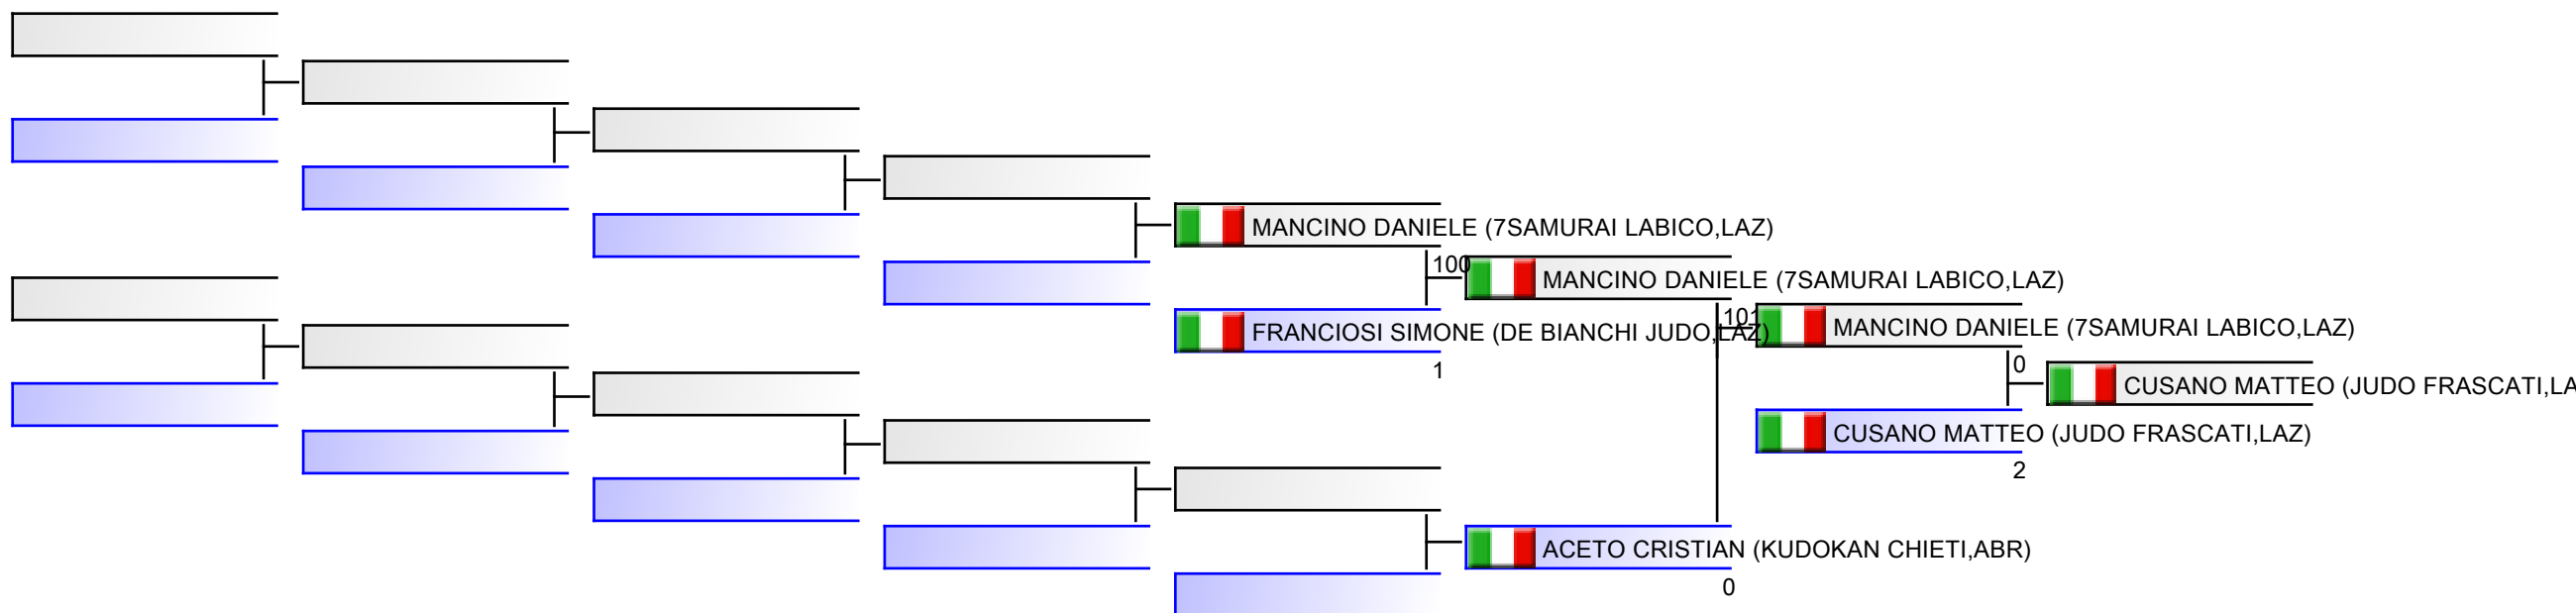 MANCINO DANIELE (7SAMURAI LABICO,LAZ)
100
MANCINO DANIELE (7SAMURAI LABICO,LAZ)
FRANCIOSI SIMONE (DE BIANCHI JUDO,LAZ)
1
101
MANCINO DANIELE (7SAMURAI LABICO,LAZ)
0
CUSANO MATTEO (JUDO FRASCATI,LA
CUSANO MATTEO (JUDO FRASCATI,LAZ)
2
ACETO CRISTIAN (KUDOKAN CHIETI,ABR)
0